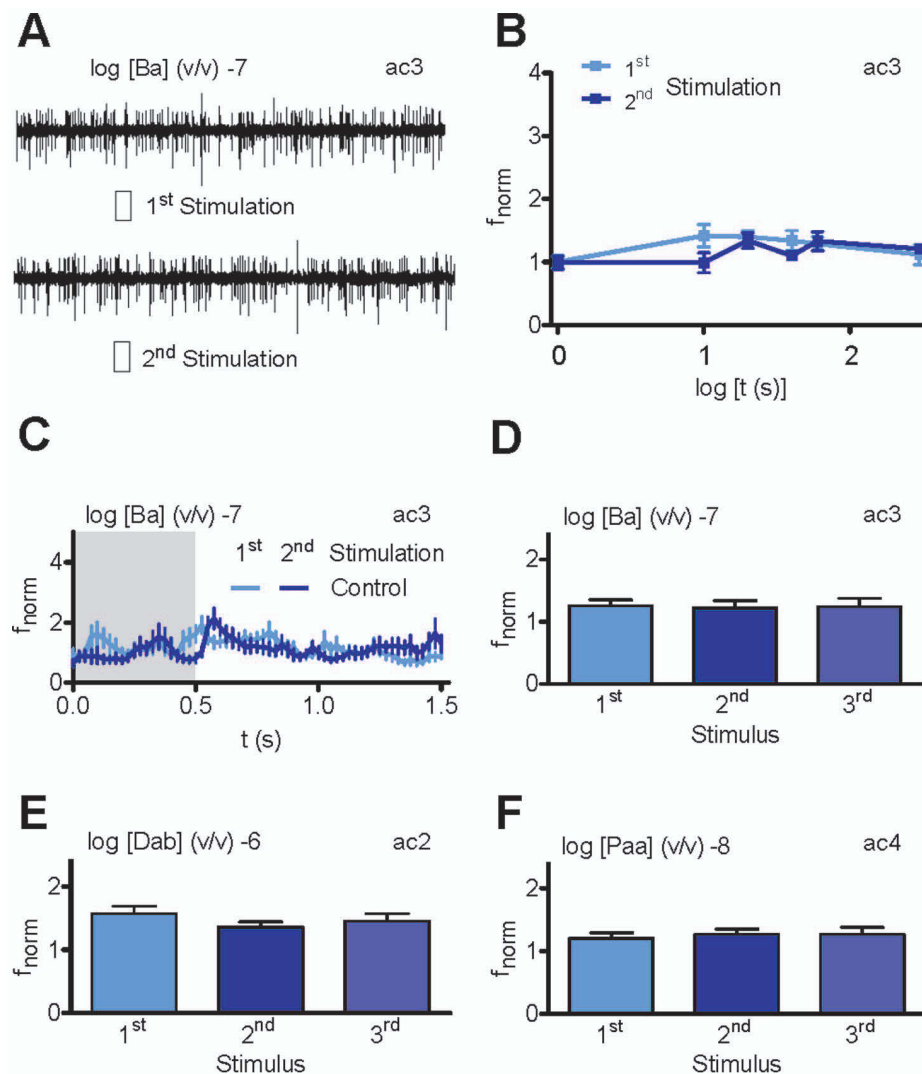 A
log [Ba] (v/v) -7 ac3
1st Stimulation
2nd Stimulation
B
1st
2nd Stimulation
ac3
4
3
2
1
0
fnorm
0 1 2
log [t (s)]
C
log [Ba] (v/v) -7 ac3
1st 2nd Stimulation
Control
4
2
0
fnorm
0.0 0.5 1.0 1.5
t (s)
D
log [Ba] (v/v) -7 ac3
2
1
0
fnorm
1st 2nd 3rd
Stimulus
E
log [Dab] (v/v) -6 ac2
2
1
0
fnorm
1st 2nd 3rd
Stimulus
F
log [Paa] (v/v) -8 ac4
2
1
0
fnorm
1st 2nd 3rd
Stimulus